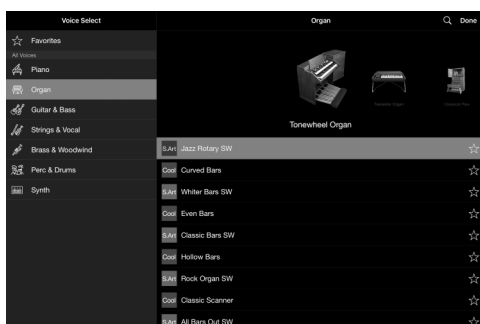 Voice Select
Favorites
All Voices
Piano
Organ
Guitar & Bass
Strings & Vocal
Brass & Woodwind
Perc & Drums
Synth
Organ
Done
Tonewheel Organ
S.Art Jazz Rotary SW
Cool Curved Bars
S.Art Whiter Bars SW
Cool Even Bars
S.Art Classic Bars SW
Cool Hollow Bars
S.Art Rock Organ SW
Cool Classic Scanner
S.Art All Bars Out SW